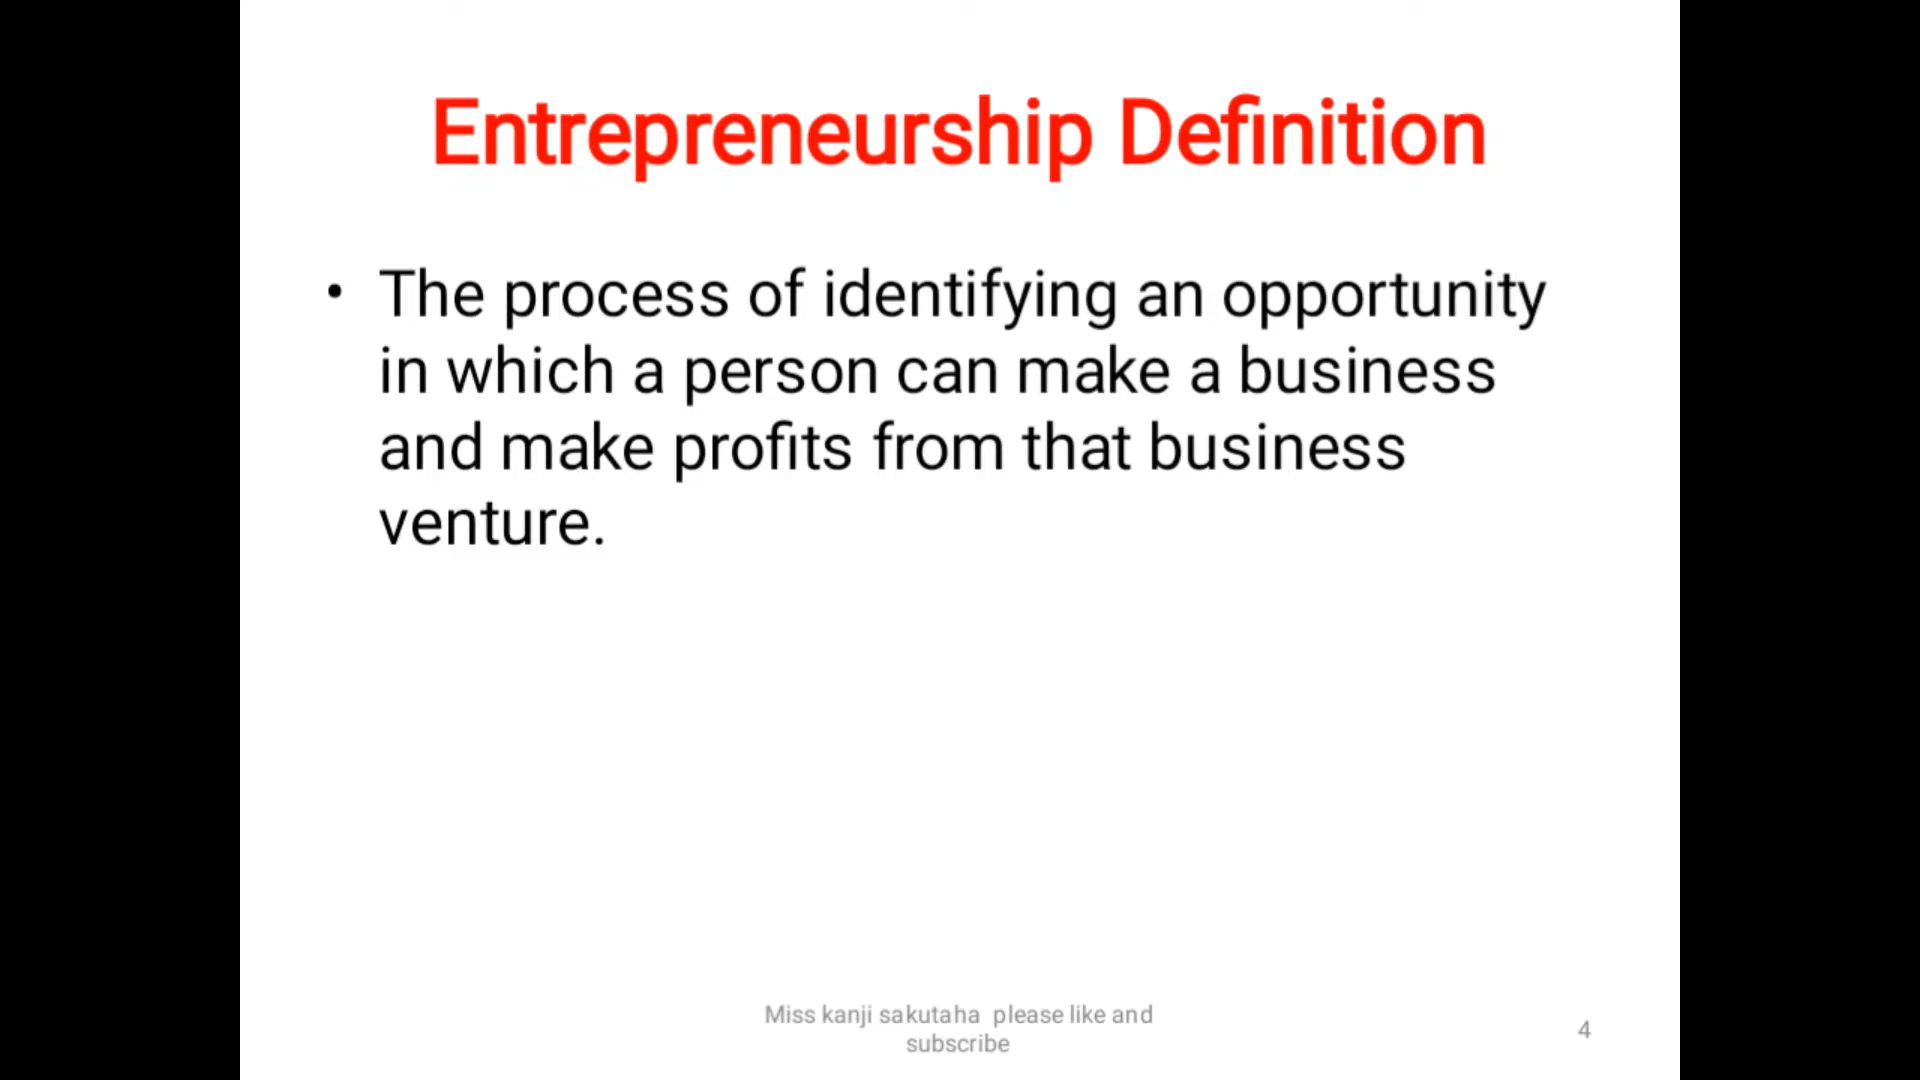 Entrepreneurship Definition
• The process of identifying an opportunity
in which a person can make a business
and make profits from that business
venture.
Miss kanji sakutaha please like and
subscribe
4